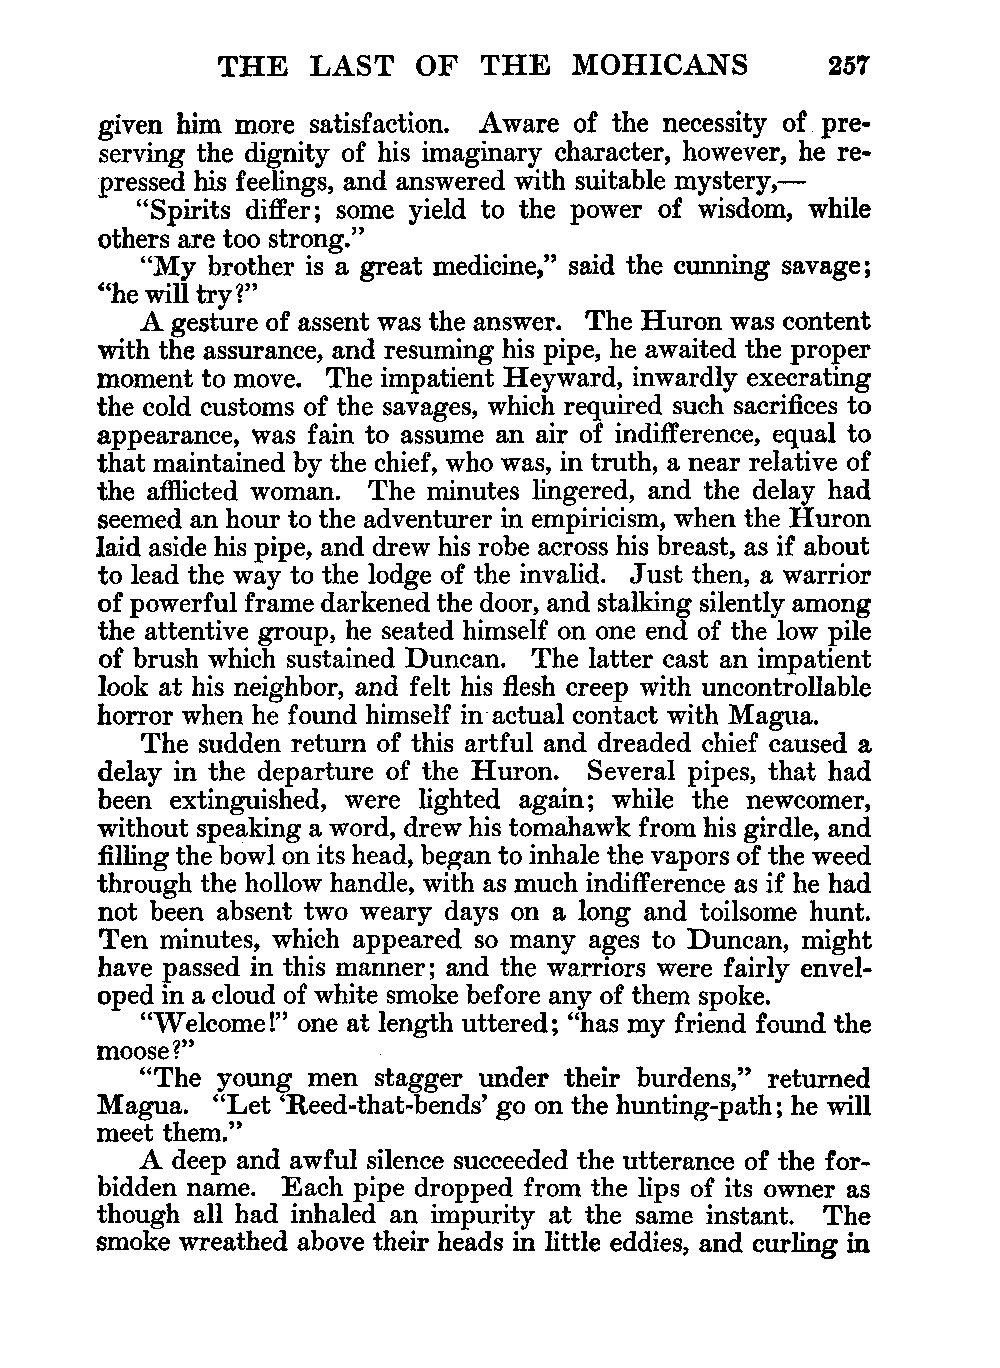 THE LAST OF THE MOHICANS 257
given him more satisfaction. Aware of the necessity of pre-
serving the dignity of his imaginary character, however, he re-
pressed his feelings, and answered with suitable mystery,—
“Spirits differ; some yield to the power of wisdom, while
others are too strong.”
“My brother is a great medicine,” said the cunning savage;
“he will try?”
A gesture of assent was the answer. The Huron was content
with the assurance, and resuming his pipe, he awaited the proper
moment to move. The impatient Heyward, inwardly execrating
the cold customs of the savages, which required such sacrifices to
appearance, was fain to assume an air of indifference, equal to
that maintained by the chief, who was, in truth, a near relative of
the afflicted woman. The minutes lingered, and the delay had
seemed an hour to the adventurer in empiricism, when the Huron
laid aside his pipe, and drew his robe across his breast, as if about
to lead the way to the lodge of the invalid. Just then, a warrior
of powerful frame darkened the door, and stalking silently among
the attentive group, he seated himself on one end of the low pile
of brush which sustained Duncan. The latter cast an impatient
look at his neighbor, and felt his flesh creep with uncontrollable
horror when he found himself in actual contact with Magua.
The sudden return of this artful and dreaded chief caused a
delay in the departure of the Huron. Several pipes, that had
been extinguished, were lighted again; while the newcomer,
without speaking a word, drew his tomahawk from his girdle, and
filling the bowl on its head, began to inhale the vapors of the weed
through the hollow handle, with as much indifference as if he had
not been absent two weary days on a long and toilsome hunt.
Ten minutes, which appeared so many ages to Duncan, might
have passed in this manner; and the warriors were fairly envel-
oped in a cloud of white smoke before any of them spoke.
“Welcome!” one at length uttered; “has my friend found the
moose?”
“The young men stagger under their burdens,” returned
Magua. “Let ‘Reed-that-bends’ go on the hunting-path; he will
meet them.”
A deep and awful silence succeeded the utterance of the for-
bidden name. Each pipe dropped from the lips of its owner as
though all had inhaled an impurity at the same instant. The
smoke wreathed above their heads in little eddies, and curling in